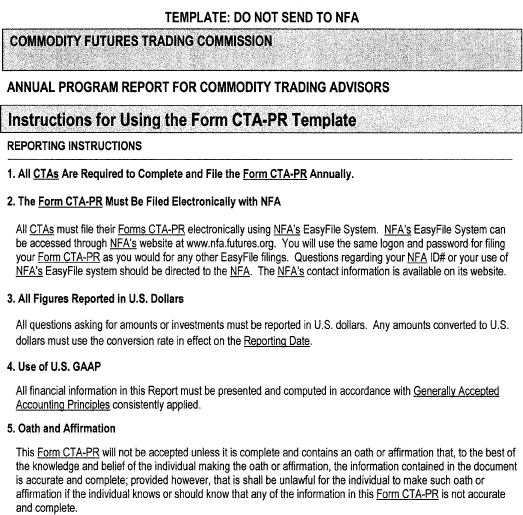 TEMPLATE: DO NOT SEND TO NFA
COMMODITY FUTURES TRADING COMMISSION
ANNUAL PROGRAM REPORT FOR COMMODITY TRADING ADVISORS
Instructions for Using the Form CTA-PR Template
REPORTING INSTRUCTIONS
1. All CTAs Are Required to Complete and File the Form CTA-PR Annually.
2. The Form CTA-PR Must Be Filed Electronically with NFA
All CTAs must file their Forms CTA-PR electronically using NFA's EasyFile System. NFA's EasyFile System can
be accessed through NFA's website at www.nfa.futures.org. You will use the same logon and password for filing
your Form CTA-PR as you would for any other EasyFile filings. Questions regarding your NFA ID# or your use of
NFA's EasyFile system should be directed to the NFA. The NFA's contact information is available on its website.
3. All Figures Reported in U.S. Dollars
All questions asking for amounts or investments must be reported in U.S. dollars. Any amounts converted to U.S.
dollars must use the conversion rate in effect on the Reporting Date.
4. Use of U.S. GAAP
All financial information in this Report must be presented and computed in accordance with Generally Accepted
Accounting Principles consistently applied.
5. Oath and Affirmation
This Form CTA-PR will not be accepted unless it is complete and contains an oath or affirmation that, to the best of
the knowledge and belief of the individual making the oath or affirmation, the information contained in the document
is accurate and complete; provided however, that is shall be unlawful for the individual to make such oath or
affirmation if the individual knows or should know that any of the information in this Form CTA-PR is not accurate
and complete.